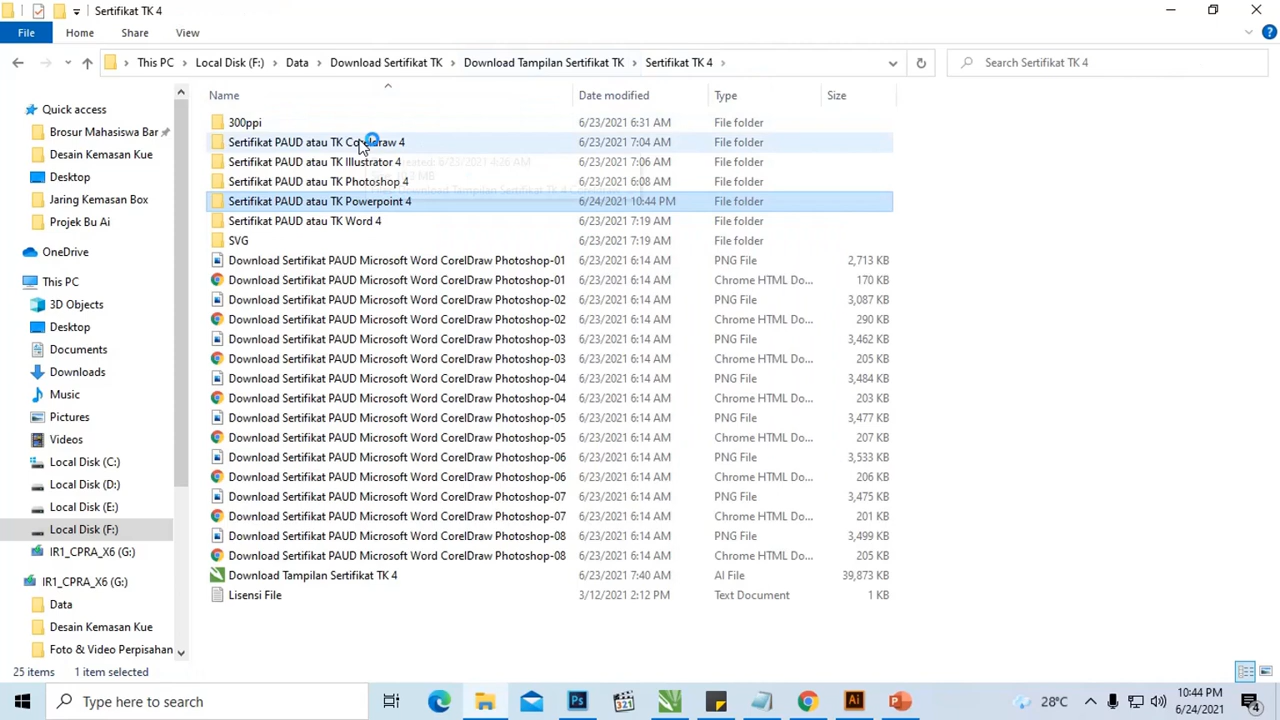 Sertifikat TK 4
File Home Share View
This PC Local Disk (F:) Data Download Sertifikat TK Download Tampilan Sertifikat TK Sertifikat TK 4 Search Sertifikat TK 4
Name Date modified Type Size
Quick access
Brosur Mahasiswa Bar
Desain Kemasan Kue
Desktop
Jaring Kemasan Box
Projek Bu Ai
OneDrive
This PC
3D Objects
Desktop
Documents
Downloads
Music
Pictures
Videos
Local Disk (C:)
Local Disk (D:)
Local Disk (E:)
Local Disk (F:)
IR1_CPRA_X6 (G:)
IR1_CPRA_X6 (G:)
Data
Desain Kemasan Kue
Foto & Video Perpisahan
300ppi 6/23/2021 6:31 AM File folder
Sertifikat PAUD atau TK Coreldraw 4 6/23/2021 7:04 AM File folder
Sertifikat PAUD atau TK Illustrator 4 6/23/2021 7:06 AM File folder
Sertifikat PAUD atau TK Photoshop 4 6/23/2021 6:08 AM File folder
Sertifikat PAUD atau TK Powerpoint 4 6/24/2021 10:44 PM File folder
Sertifikat PAUD atau TK Word 4 6/23/2021 7:19 AM File folder
SVG 6/23/2021 7:19 AM File folder
Download Sertifikat PAUD Microsoft Word CorelDraw Photoshop-01 6/23/2021 6:14 AM PNG File 2,713 KB
Download Sertifikat PAUD Microsoft Word CorelDraw Photoshop-01 6/23/2021 6:14 AM Chrome HTML Do... 170 KB
Download Sertifikat PAUD Microsoft Word CorelDraw Photoshop-02 6/23/2021 6:14 AM PNG File 3,087 KB
Download Sertifikat PAUD Microsoft Word CorelDraw Photoshop-02 6/23/2021 6:14 AM Chrome HTML Do... 290 KB
Download Sertifikat PAUD Microsoft Word CorelDraw Photoshop-03 6/23/2021 6:14 AM PNG File 3,462 KB
Download Sertifikat PAUD Microsoft Word CorelDraw Photoshop-03 6/23/2021 6:14 AM Chrome HTML Do... 205 KB
Download Sertifikat PAUD Microsoft Word CorelDraw Photoshop-04 6/23/2021 6:14 AM PNG File 3,484 KB
Download Sertifikat PAUD Microsoft Word CorelDraw Photoshop-04 6/23/2021 6:14 AM Chrome HTML Do... 203 KB
Download Sertifikat PAUD Microsoft Word CorelDraw Photoshop-05 6/23/2021 6:14 AM PNG File 3,477 KB
Download Sertifikat PAUD Microsoft Word CorelDraw Photoshop-05 6/23/2021 6:14 AM Chrome HTML Do... 207 KB
Download Sertifikat PAUD Microsoft Word CorelDraw Photoshop-06 6/23/2021 6:14 AM PNG File 3,533 KB
Download Sertifikat PAUD Microsoft Word CorelDraw Photoshop-06 6/23/2021 6:14 AM Chrome HTML Do... 206 KB
Download Sertifikat PAUD Microsoft Word CorelDraw Photoshop-07 6/23/2021 6:14 AM PNG File 3,475 KB
Download Sertifikat PAUD Microsoft Word CorelDraw Photoshop-07 6/23/2021 6:14 AM Chrome HTML Do... 201 KB
Download Sertifikat PAUD Microsoft Word CorelDraw Photoshop-08 6/23/2021 6:14 AM PNG File 3,499 KB
Download Sertifikat PAUD Microsoft Word CorelDraw Photoshop-08 6/23/2021 6:14 AM Chrome HTML Do... 205 KB
Download Tampilan Sertifikat TK 4 6/23/2021 7:40 AM AI File 39,873 KB
Lisensi File 3/12/2021 2:12 PM Text Document 1 KB
25 items 1 item selected
Type here to search 28°C 10:44 PM
6/24/2021